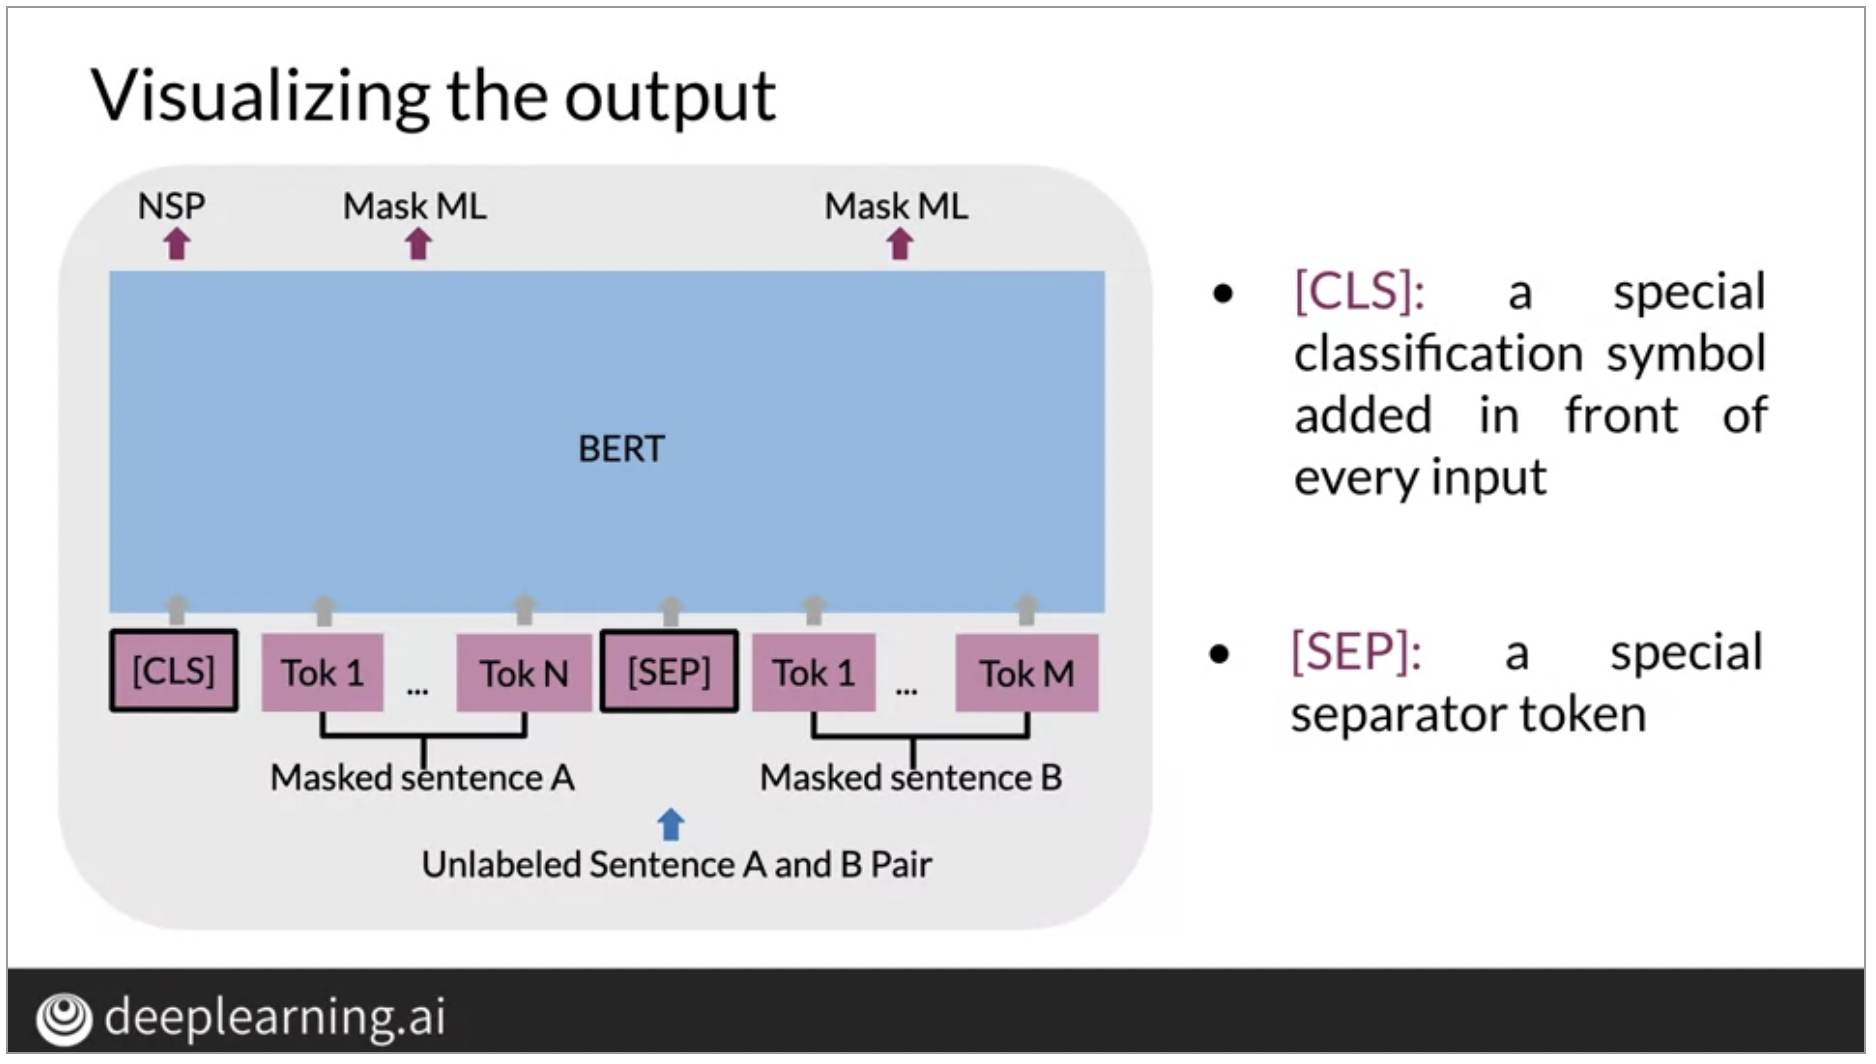 Visualizing the output
NSP
Mask ML
Mask ML
BERT
[CLS]
Tok 1
...
Tok N
[SEP]
Tok 1
...
Tok M
Masked sentence A
Masked sentence B
Unlabeled Sentence A and B Pair
[CLS]: a special
classification symbol
added in front of
every input
[SEP]: a special
separator token
deeplearning.ai